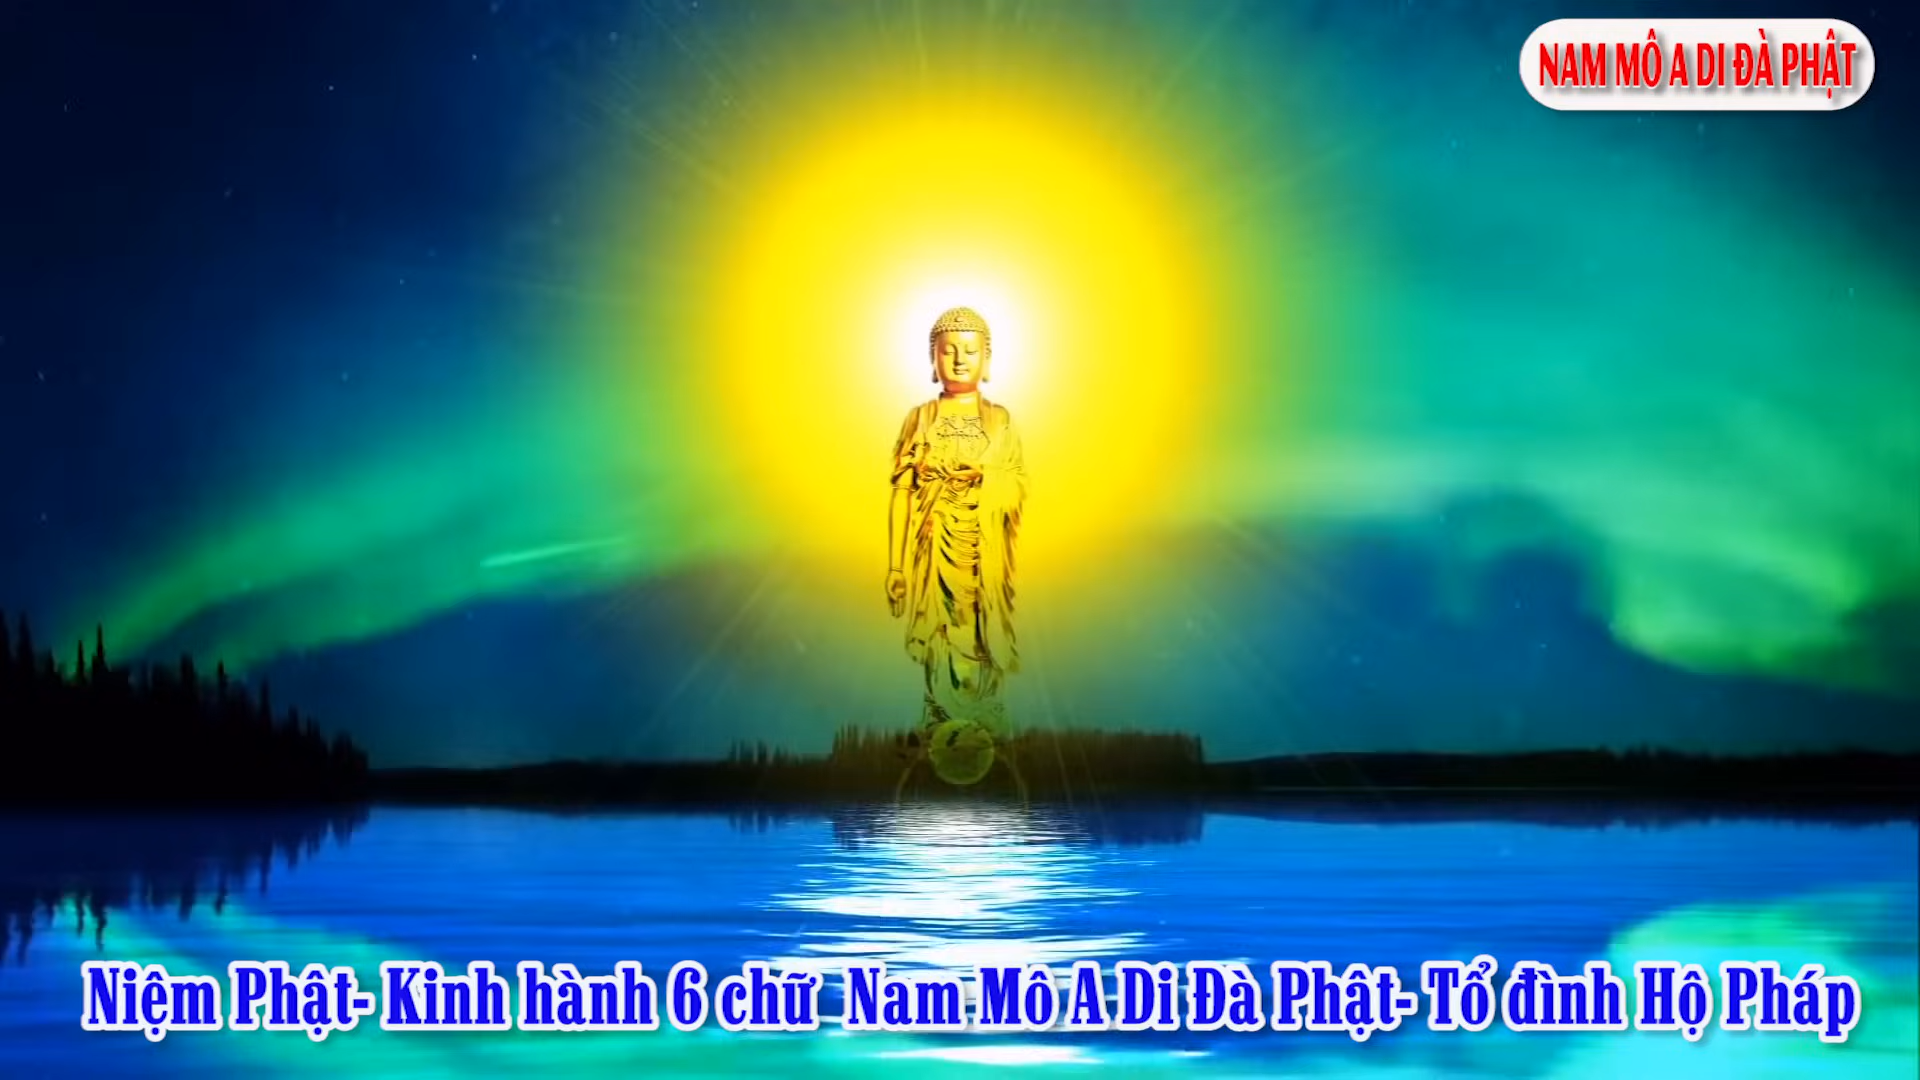 NAM MÔ A DI ĐÀ PHẬT
Niệm Phật- Kinh hành 6 chữ Nam Mô A Di Đà Phật- Tổ đình Hộ Pháp